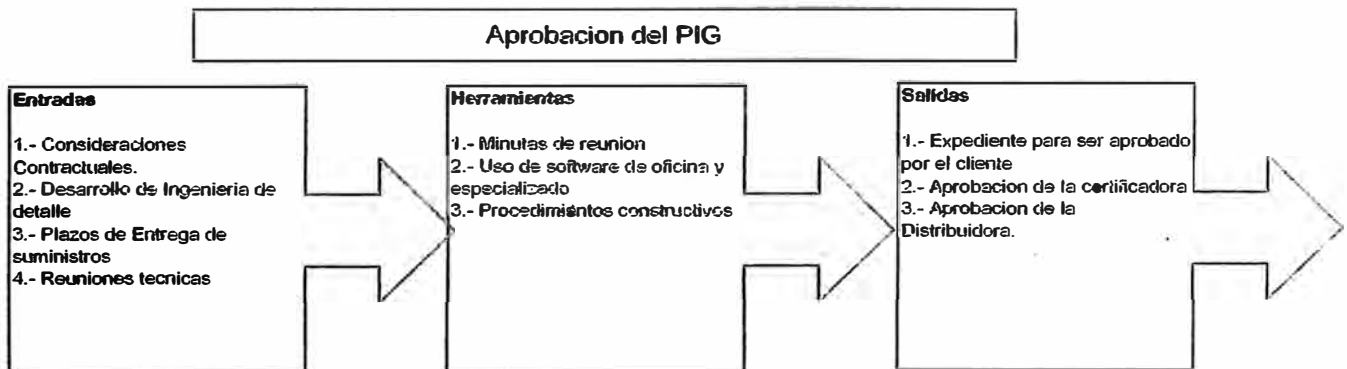 Aprobacion del PIG
Entradas
1.- Consideraciones
Contractuales.
2.- Desarrollo de Ingenieria de
detalle
3.- Plazos de Entrega de
suministros
4.- Reuniones tecnicas
Herramientas
1.- Minutas de reunion
2.- Uso de software de oficina y
especializado
3.- Procedimientos constructivos
Salidas
1.- Expediente para ser aprobado
por el cliente
2.- Aprobacion de la certificadora
3.- Aprobacion de la
Distribuidora.